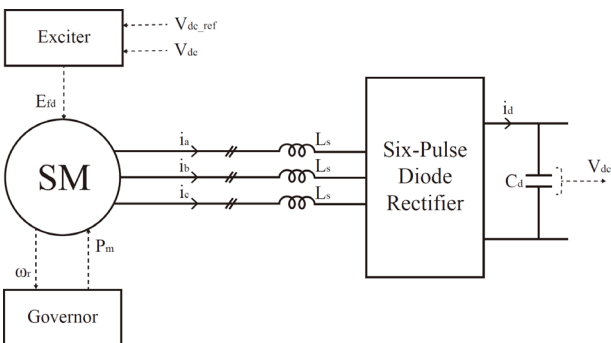 Exciter
Vdc_ref
Vdc
Efd
SM
ia
ib
ic
Ls
Ls
Ls
Six-Pulse
Diode
Rectifier
id
Cd
Vdc
ωr
Pm
Governor